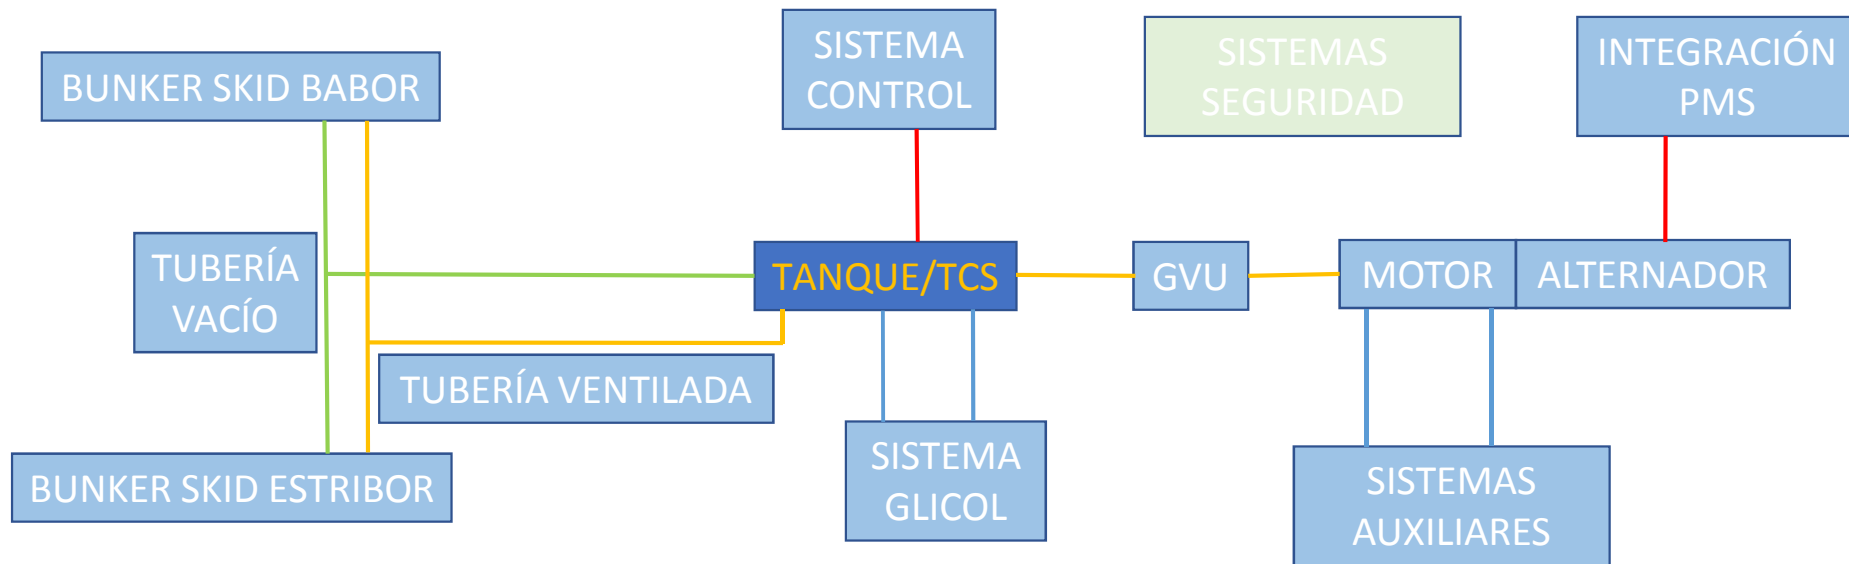 SISTEMA
CONTROL
SISTEMAS
SEGURIDAD
INTEGRACIÓN
PMS
BUNKER SKID BABOR
TUBERÍA
VACÍO
TANQUE/TCS
GVU
MOTOR
ALTERNADOR
TUBERÍA VENTILADA
BUNKER SKID ESTRIBOR
SISTEMA
GLICOL
SISTEMAS
AUXILIARES